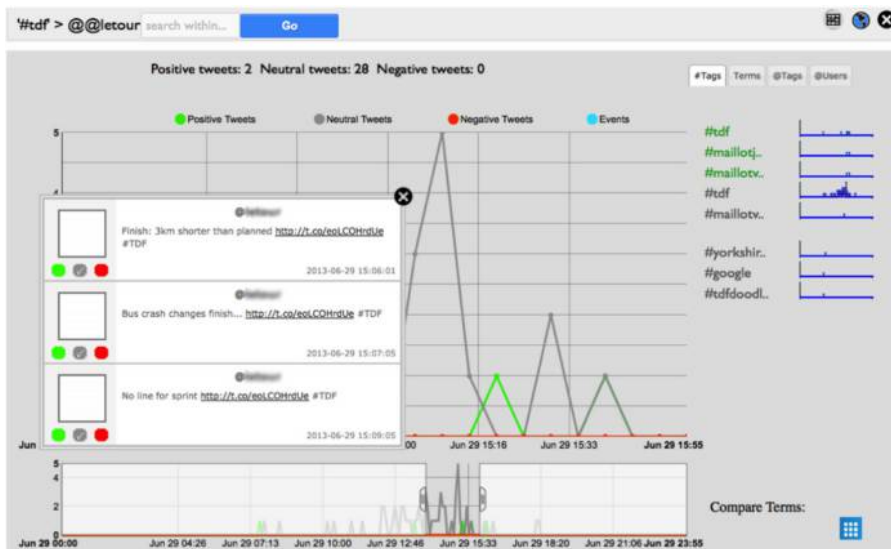 '#tdf' > @@letour search within... Go
Positive tweets: 2 Neutral tweets: 28 Negative tweets: 0
#Tags Terms @Tags @Users
Positive Tweets Neutral Tweets Negative Tweets Events
5
4
#tdf
#maillotj..
#maillotv..
#tdf
#maillotv..
#yorkshir..
#google
#tdfdoodl..
Finish: 3km shorter than planned http://t.co/eoLCOHrdUe
#TDF
2013-06-29 15:06:01
Bus crash changes finish... http://t.co/eoLCOHrdUe #TDF
2013-06-29 15:07:05
No line for sprint http://t.co/eoLCOHrdUe #TDF
2013-06-29 15:09:05
Jun 00 Jun 29 15:16 Jun 29 15:33 Jun 29 15:55
5
4
2
0
Jun 29 00:00 Jun 29 04:26 Jun 29 07:13 Jun 29 10:00 Jun 29 12:46 Jun 29 15:33 Jun 29 18:20 Jun 29 21:06 Jun 29 23:55
Compare Terms: